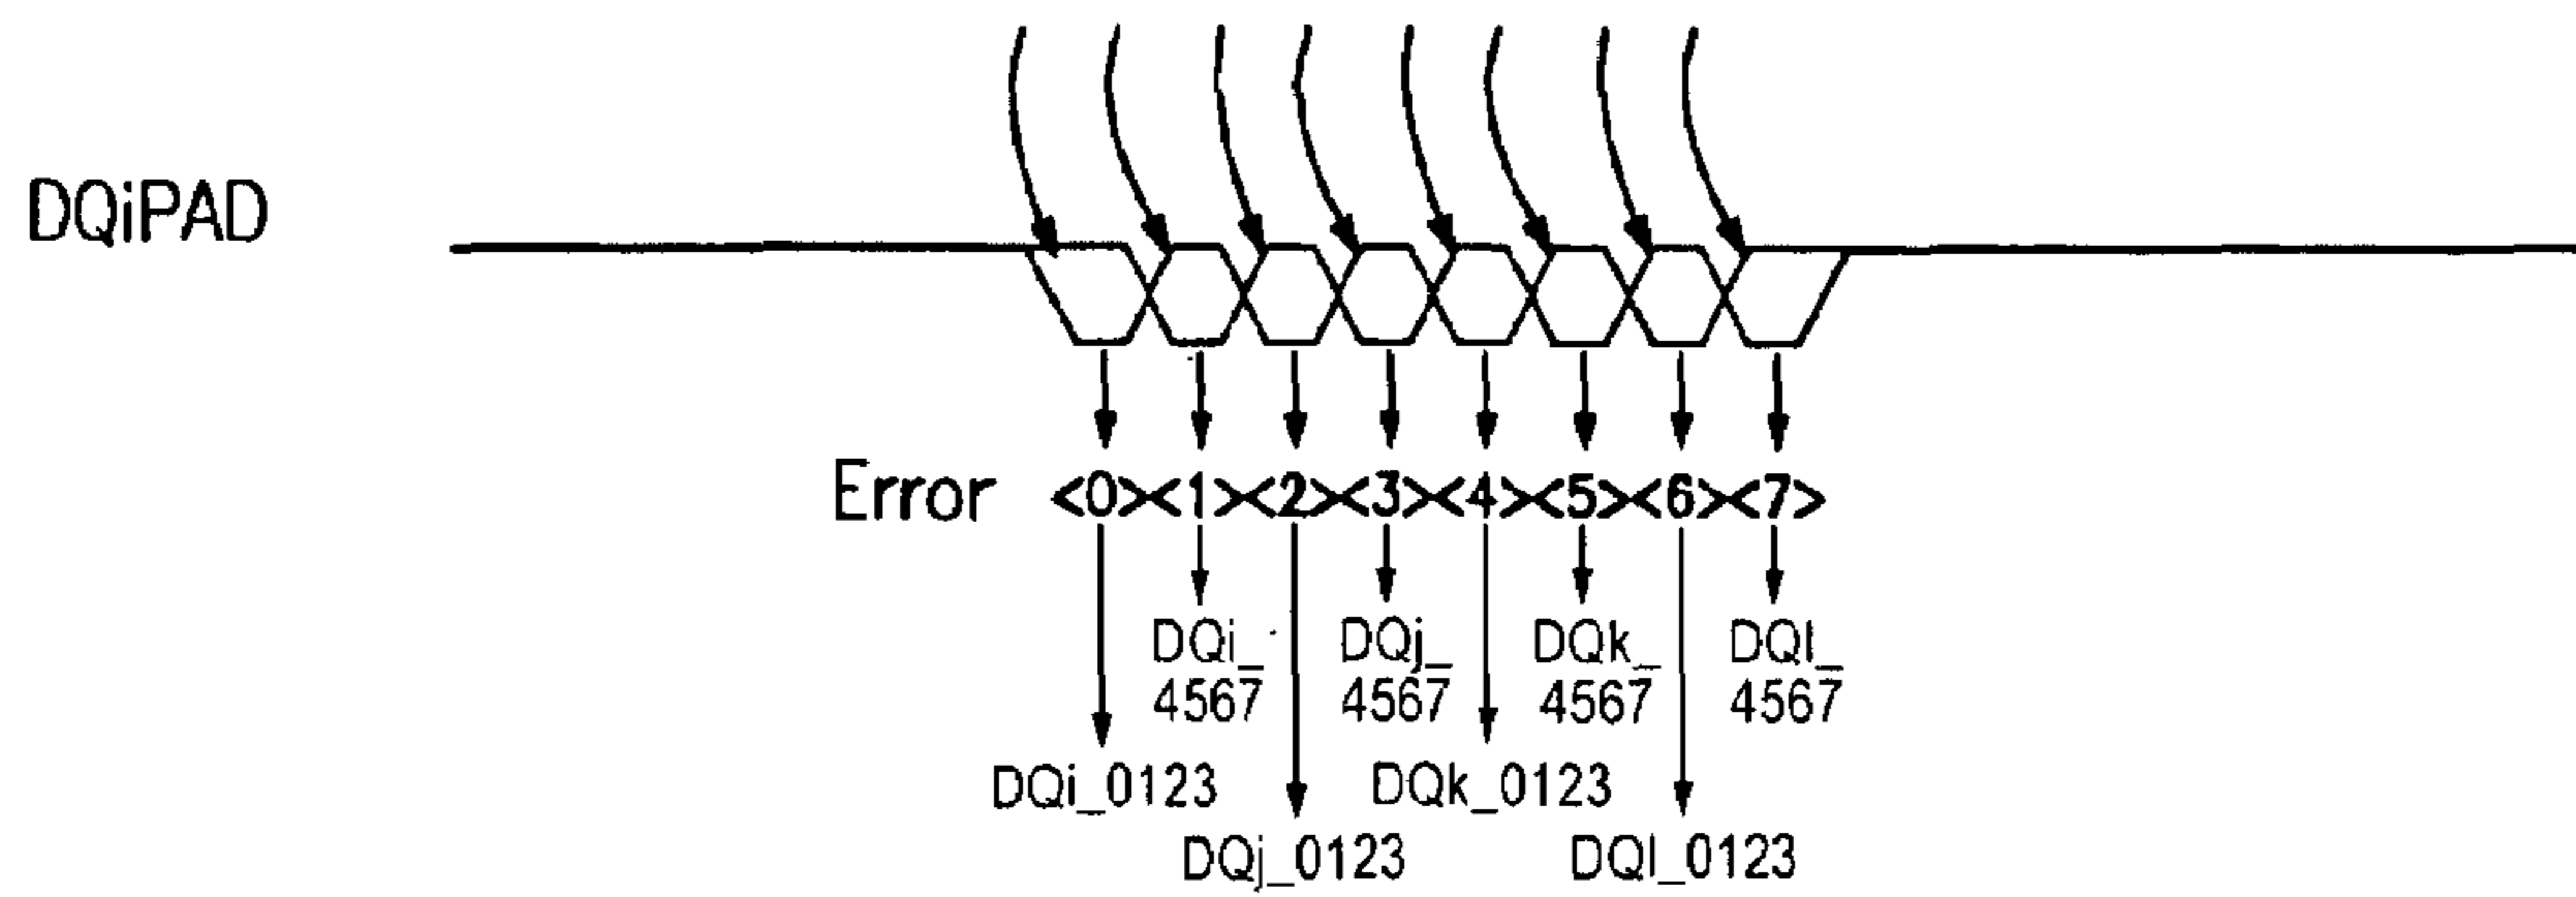 DQiPAD
Error <0><1><2><3><4><5><6><7>
DQi_ DQj_ DQk_ DQl_
4567 4567 4567 4567
DQi_0123 DQk_0123
DQj_0123 DQl_0123